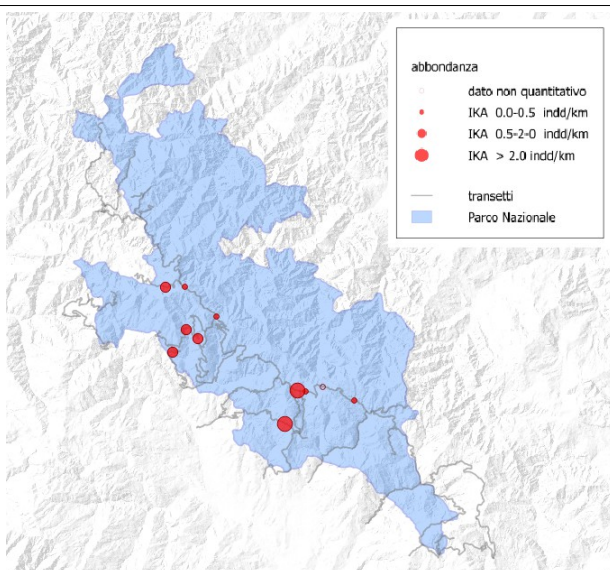 abbondanza
dato non quantitativo
IKA 0.0-0.5 indd/km
IKA 0.5-2-0 indd/km
IKA > 2.0 indd/km
transetti
Parco Nazionale